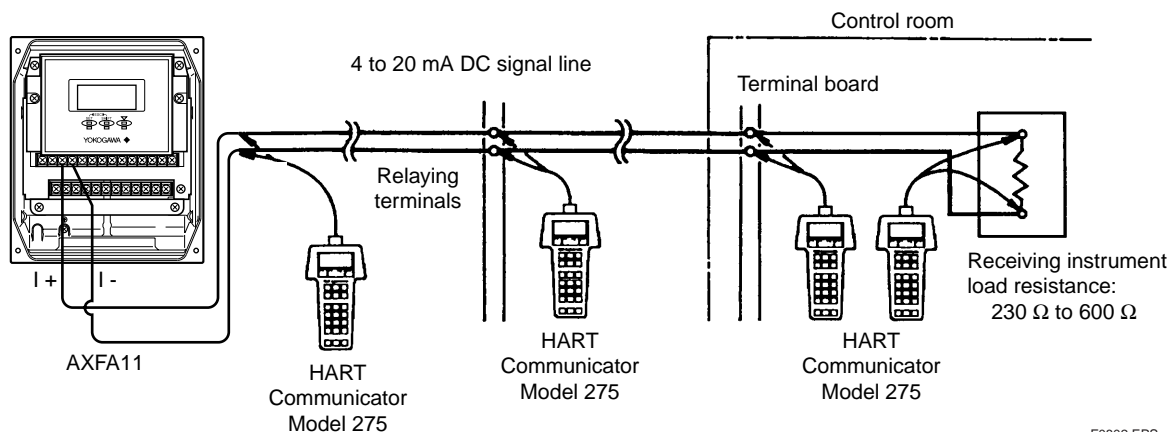 Control room
4 to 20 mA DC signal line
Terminal board
YOKOGAWA
Relaying
terminals
I +
I -
AXFA11
HART
Communicator
Model 275
HART
Communicator
Model 275
HART
Communicator
Model 275
Receiving instrument
load resistance:
230 Ω to 600 Ω